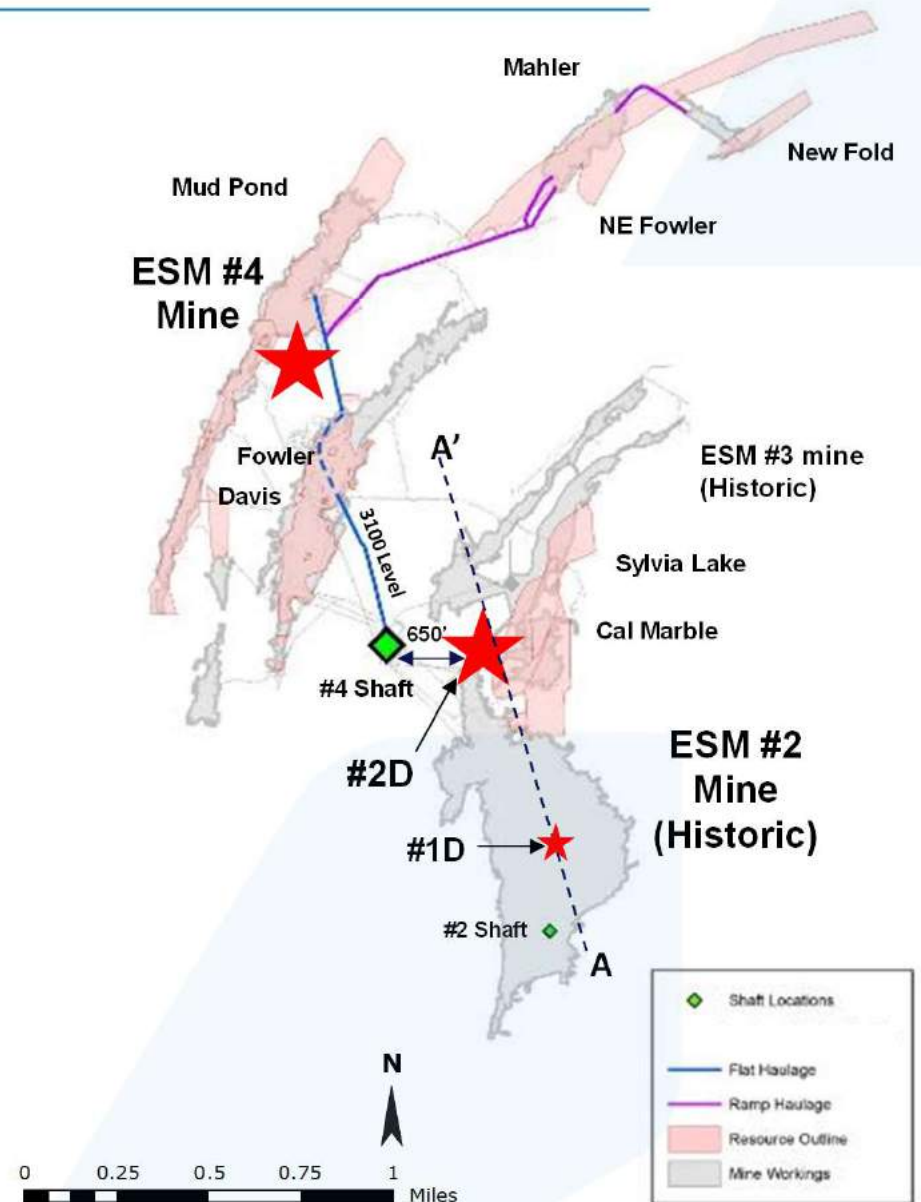 Mahler
New Fold
Mud Pond
NE Fowler
ESM #4
Mine
A’
Fowler
Davis
ESM #3 mine
(Historic)
3100 Level
Sylvia Lake
650’
Cal Marble
#4 Shaft
#2D
ESM #2
Mine
(Historic)
#1D
#2 Shaft
A
Shaft Locations
Flat Haulage
Ramp Haulage
Resource Outline
Mine Workings
N
0 0.25 0.5 0.75 1
Miles